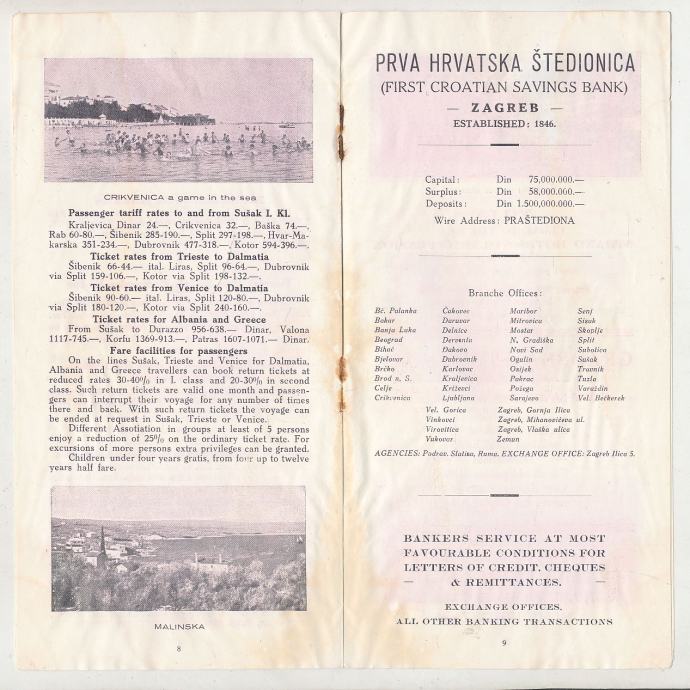 CRIKVENICA a game in the sea
Passenger tariff rates to and from Sušak I. Kl.
Kraljevica Dinar 24.—, Crikvenica 32.—, Baška 74.—,
Rab 60-80.—, Šibenik 285-190.—, Split 297-198.—, Hvar-Ma-
karska 351-234.—, Dubrovnik 477-318.—, Kotor 594-396.—.
Ticket rates from Trieste to Dalmatia
Šibenik 66-44.— ital. Liras, Split 96-64.—, Dubrovnik
via Split 159-106.—, Kotor via Split 198-132.—.
Ticket rates from Venice to Dalmatia
Šibenik 90-60.— ital. Liras, Split 120-80.—, Dubrovnik
via Split 180-120.—, Kotor via Split 240-160.—.
Ticket rates for Albania and Greece
From Sušak to Durazzo 956-638.— Dinar, Valona
1117-745.—, Korfu 1369-913.—, Patras 1607-1071.— Dinar.
Fare facilities for passengers
On the lines Sušak, Trieste and Venice for Dalmatia,
Albania and Greece travellers can book return tickets at
reduced rates 30-40% in I. class and 20-30% in second
class. Such return tickets are valid one month and passen-
gers can interrupt their voyage for any number of times
there and back. With such return tickets the voyage can
be ended at request in Sušak, Trieste or Venice.
Different Assotiation in groups at least of 5 persons
enjoy a reduction of 25% on the ordinary ticket rate. For
excursions of more persons extra privileges can be granted.
Children under four years gratis, from four up to twelve
years half fare.
MALINSKA
8
PRVA HRVATSKA ŠTEDIONICA
(FIRST CROATIAN SAVINGS BANK)
— ZAGREB —
ESTABLISHED: 1846.
Capital: Din 75,000.000.—
Surplus: Din 58,000.000.—
Deposits: Din 1.500,000.000.—
Wire Address: PRAŠTEDIONA
Branche Offices:
Bč. Palanka Čakovec Maribor Senj
Bakar Daruvar Mitrovica Sisak
Banja Luka Delnice Mostar Skoplje
Beograd Derventa N. Gradiška Split
Bihać Đakovo Novi Sad Subotica
Bjelovar Dubrovnik Ogulin Sušak
Brčko Karlovac Osijek Travnik
Brod n. S. Kraljevica Pakrac Tuzla
Celje Križevci Požega Varaždin
Crikvenica Ljubljana Sarajevo Vel. Bečkerek
Vel. Gorica Zagreb, Gornja Ilica
Vinkovci Zagreb, Mihanovićeva ul.
Virovitica Zagreb, Vlaška ulica
Vukovar Zemun
AGENCIES: Podrav. Slatina, Ruma. EXCHANGE OFFICE: Zagreb Ilica 5.
BANKERS SERVICE AT MOST
FAVOURABLE CONDITIONS FOR
LETTERS OF CREDIT, CHEQUES
— & REMITTANCES. —
EXCHANGE OFFICES.
ALL OTHER BANKING TRANSACTIONS
9